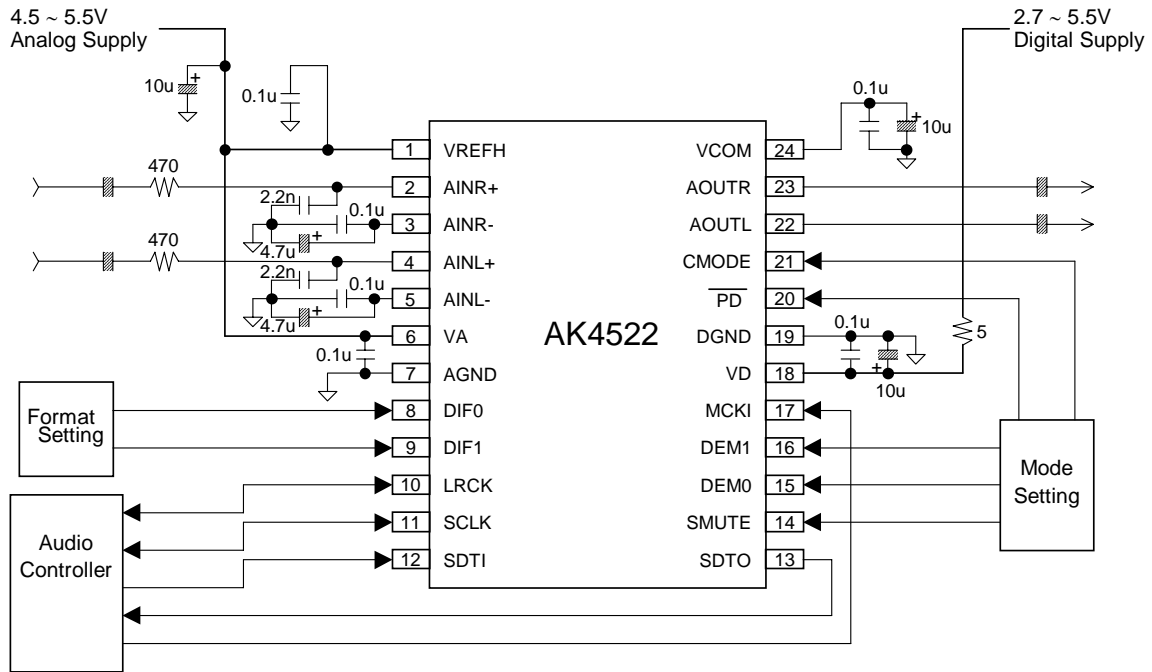 4.5 ~ 5.5V
Analog Supply
2.7 ~ 5.5V
Digital Supply
10u
+
0.1u
0.1u
+
10u
470
2.2n
0.1u
4.7u
+
470
2.2n
0.1u
4.7u
+
0.1u
AK4522
1 VREFH
2 AINR+
3 AINR-
4 AINL+
5 AINL-
6 VA
7 AGND
8 DIF0
9 DIF1
10 LRCK
11 SCLK
12 SDTI
VCOM 24
AOUTR 23
AOUTL 22
CMODE 21
PD 20
DGND 19
VD 18
MCKI 17
DEM1 16
DEM0 15
SMUTE 14
SDTO 13
0.1u
+
10u
5
Format
Setting
Audio
Controller
Mode
Setting